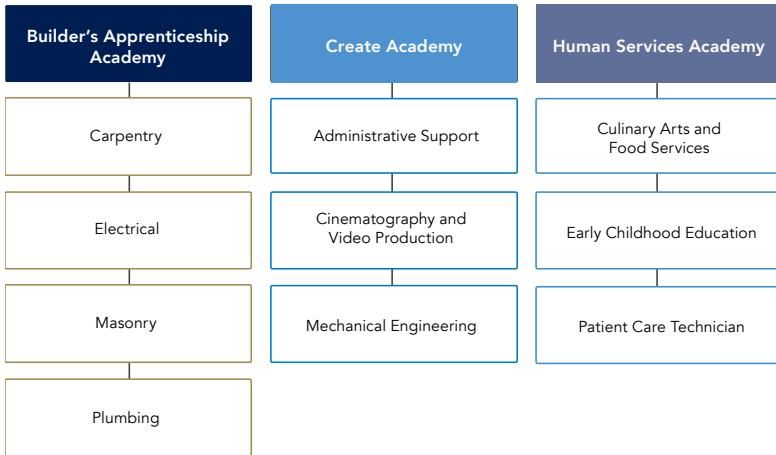 Builder's Apprenticeship
Academy
Carpentry
Electrical
Masonry
Plumbing
Create Academy
Administrative Support
Cinematography and
Video Production
Mechanical Engineering
Human Services Academy
Culinary Arts and
Food Services
Early Childhood Education
Patient Care Technician